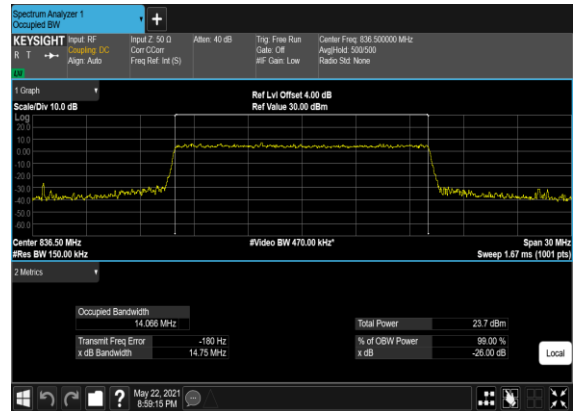 Spectrum Analyzer 1
Occupied BW
+
KEYSIGHT Input: RF Input Z: 50 Ω Atten: 40 dB Trig: Free Run Center Freq: 836.500000 MHz
R T Coupling: DC Corr CCorr Gate: Off Avg|Hold: 500/500
Align: Auto Freq Ref: Int (S) #IF Gain: Low Radio Std: None
LXI
1 Graph
Ref Lvl Offset 4.00 dB
Scale/Div 10.0 dB Ref Value 30.00 dBm
Log
20.0
10.0
0.00
-10.0
-20.0
-30.0
-40.0
-50.0
-60.0
Center 836.50 MHz #Video BW 470.00 kHz* Span 30 MHz
#Res BW 150.00 kHz Sweep 1.67 ms (1001 pts)
2 Metrics
Occupied Bandwidth
14.066 MHz Total Power 23.7 dBm
Transmit Freq Error -180 Hz % of OBW Power 99.00 %
x dB Bandwidth 14.75 MHz x dB -26.00 dB
Local
? May 22, 2021
8:59:15 PM